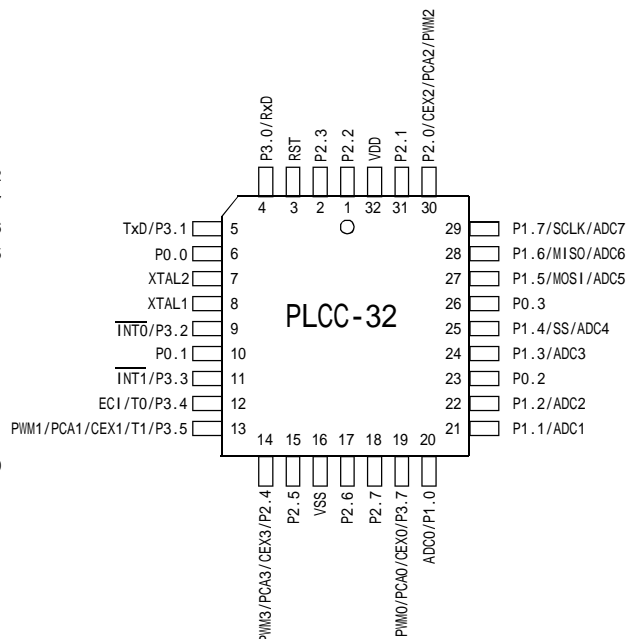 P3.0/RxD
RST
P2.3
P2.2
VDD
P2.1
P2.0/CEX2/PCA2/PWM2
4 3 2 1 32 31 30
TxD/P3.1 5
P0.0 6
XTAL2 7
XTAL1 8
INT0/P3.2 9
P0.1 10
INT1/P3.3 11
ECI/T0/P3.4 12
PWM1/PCA1/CEX1/T1/P3.5 13
PLCC-32
29 P1.7/SCLK/ADC7
28 P1.6/MISO/ADC6
27 P1.5/MOSI/ADC5
26 P0.3
25 P1.4/SS/ADC4
24 P1.3/ADC3
23 P0.2
22 P1.2/ADC2
21 P1.1/ADC1
14 15 16 17 18 19 20
PWM3/PCA3/CEX3/P2.4
P2.5
VSS
P2.6
P2.7
PWM0/PCA0/CEX0/P3.7
ADC0/P1.0